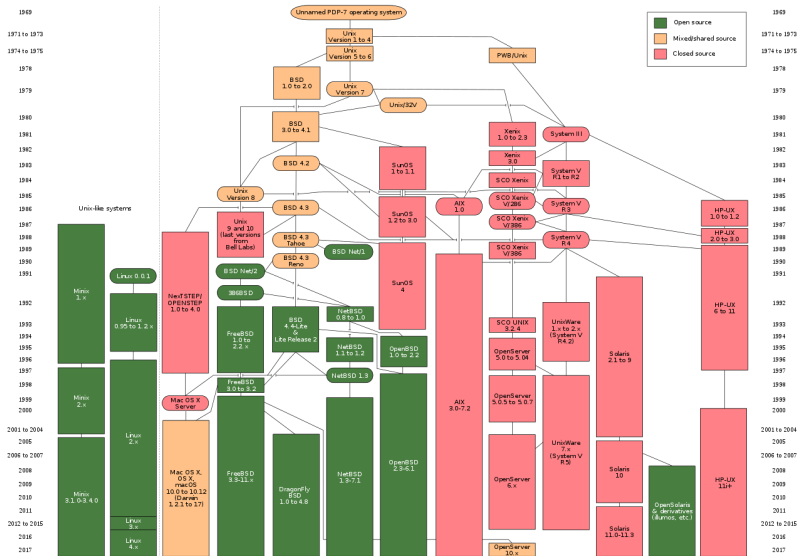 1969
Unnamed PDP-7 operating system
1969
Open source
Mixed/shared source
Closed source
1971 to 1973
Unix
Version 1 to 4
1971 to 1973
1974 to 1975
Unix
Version 5 to 6
PWB/Unix
1974 to 1975
1978
BSD
1.0 to 2.0
1978
1979
Unix
Version 7
1979
Unix/32V
1980
BSD
3.0 to 4.1
1980
1981
Xenix
1.0 to 2.3
System III
1981
1982
SunOS
1 to 1.1
Xenix
3.0
1982
1983
BSD 4.2
System V
R1 to R2
1983
1984
SCO Xenix
1984
1985
Unix
Version 8
SCO Xenix
V/286
1985
1986
BSD 4.3
SunOS
1.2 to 3.0
AIX
1.0
System V
R3
HP-UX
1.0 to 1.2
1986
Unix-like systems
1987
Unix
9 and 10
(last versions
from
Bell Labs)
SCO Xenix
V/386
1987
1988
BSD 4.3
Tahoe
System V
R4
HP-UX
2.0 to 3.0
1988
1989
BSD Net/1
SCO Xenix
V/386
1989
1990
BSD 4.3
Reno
1990
1991
Linux 0.0.1
BSD Net/2
SunOS
4
1991
Minix
1.x
386BSD
NexTSTEP/
OPENSTEP
1.0 to 4.0
HP-UX
6 to 11
1992
Linux
0.95 to 1.2.x
NetBSD
0.8 to 1.0
1992
1993
FreeBSD
1.0 to
2.2.x
BSD
4.4-Lite
&
Lite Release 2
SCO UNIX
3.2.4
UnixWare
1.x to 2.x
(System V
R4.2)
1993
1994
1994
1995
NetBSD
1.1 to 1.2
OpenBSD
1.0 to 2.2
OpenServer
5.0 to 5.04
Solaris
2.1 to 9
1995
1996
1996
1997
NetBSD 1.3
1997
1998
Minix
2.x
FreeBSD
3.0 to 3.2
1998
1999
Mac OS X
Server
AIX
3.0-7.2
OpenServer
5.0.5 to 5.0.7
1999
2000
2000
2001 to 2004
Linux
2.x
2001 to 2004
2005
UnixWare
7.x
(System V
R5)
2005
2006 to 2007
2006 to 2007
2008
Mac OS X,
OS X,
macOS
10.0 to 10.12
(Darwin
1.2.1 to 17)
FreeBSD
3.3-11.x
NetBSD
1.3-7.1
OpenBSD
2.3-6.1
Solaris
10
2008
2009
2009
2010
Minix
3.1.0-3.4.0
DragonFly
BSD
1.0 to 4.8
OpenServer
6.x
OpenSolaris
& derivatives
(illumos, etc.)
HP-UX
11i+
2010
2011
2011
2012 to 2015
Linux
3.x
Solaris
11.0-11.3
2012 to 2015
2016
Linux
4.x
2016
2017
OpenServer
10.x
2017